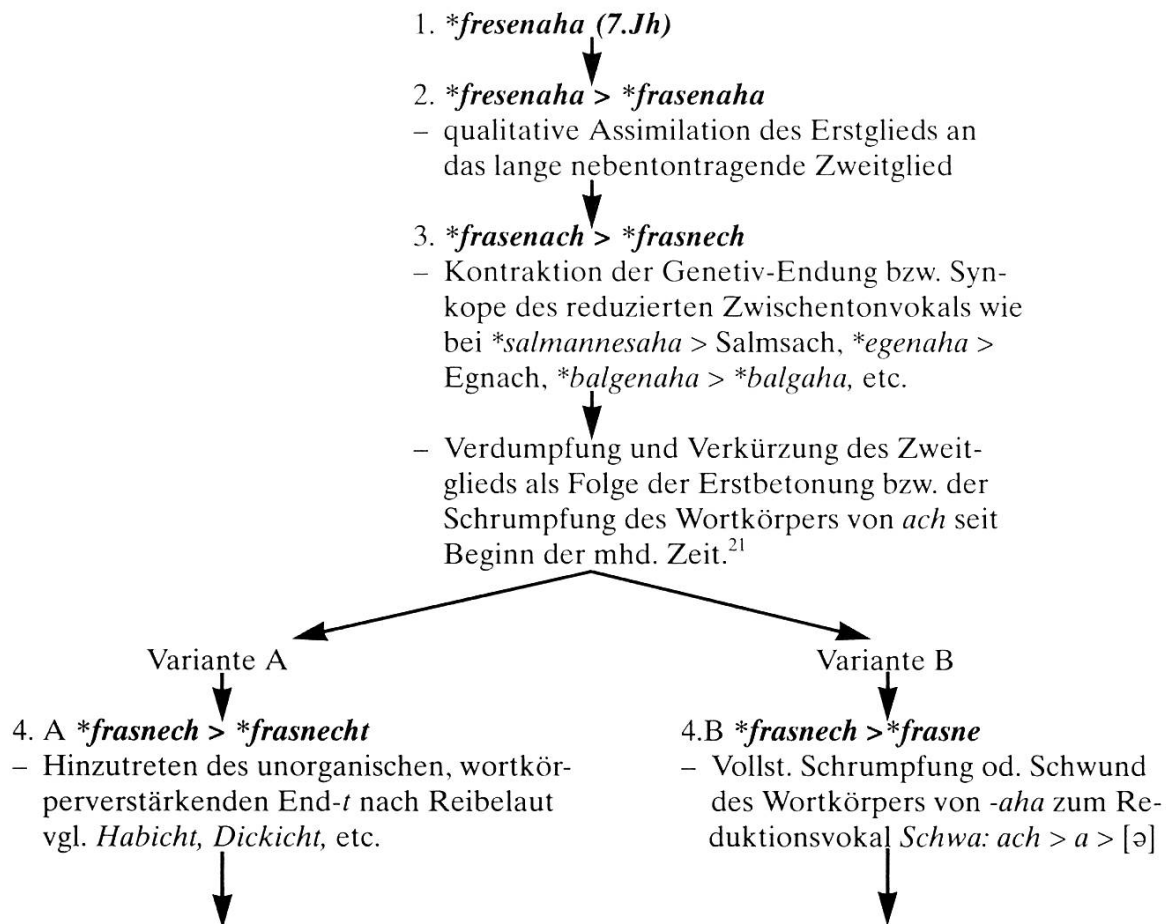 1. *fresenaha (7.Jh)
2. *fresenaha > *frasenaha
– qualitative Assimilation des Erstglieds an
das lange nebentontragende Zweitglied
3. *frasenach > *frasnech
– Kontraktion der Genetiv-Endung bzw. Syn-
kope des reduzierten Zwischentonvokals wie
bei *salmannesaha > Salmsach, *egenaha >
Egnach, *balgenaha > *balgaha, etc.
– Verdumpfung und Verkürzung des Zweit-
glieds als Folge der Erstbetonung bzw. der
Schrumpfung des Wortkörpers von ach seit
Beginn der mhd. Zeit.21
Variante A
4. A *frasnech > *frasnecht
– Hinzutreten des unorganischen, wortkör-
perverstärkenden End-t nach Reibelaut
vgl. Habicht, Dickicht, etc.
Variante B
4.B *frasnech >*frasne
– Vollst. Schrumpfung od. Schwund
des Wortkörpers von -aha zum Re-
duktionsvokal Schwa: ach > a > [ə]